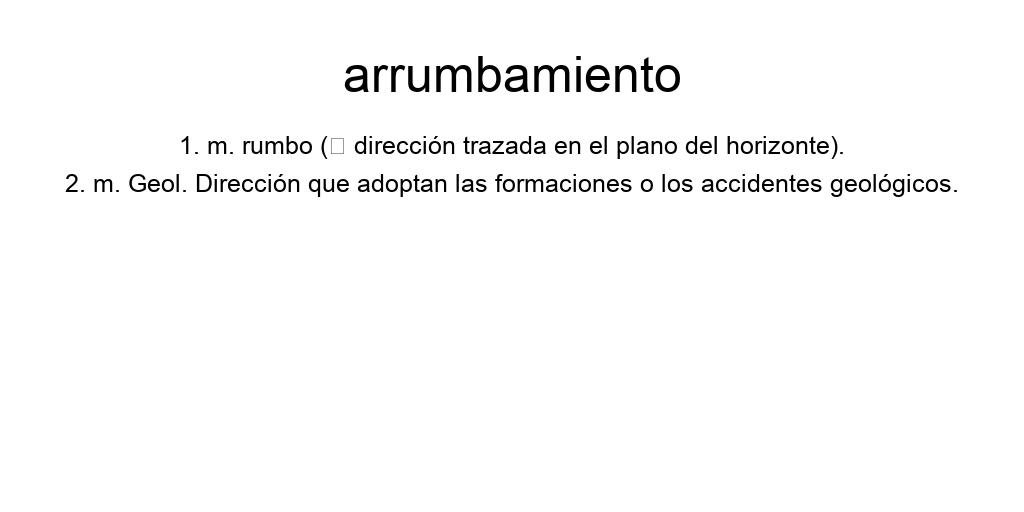 arrumbamiento
1. m. rumbo (□ dirección trazada en el plano del horizonte).
2. m. Geol. Dirección que adoptan las formaciones o los accidentes geológicos.